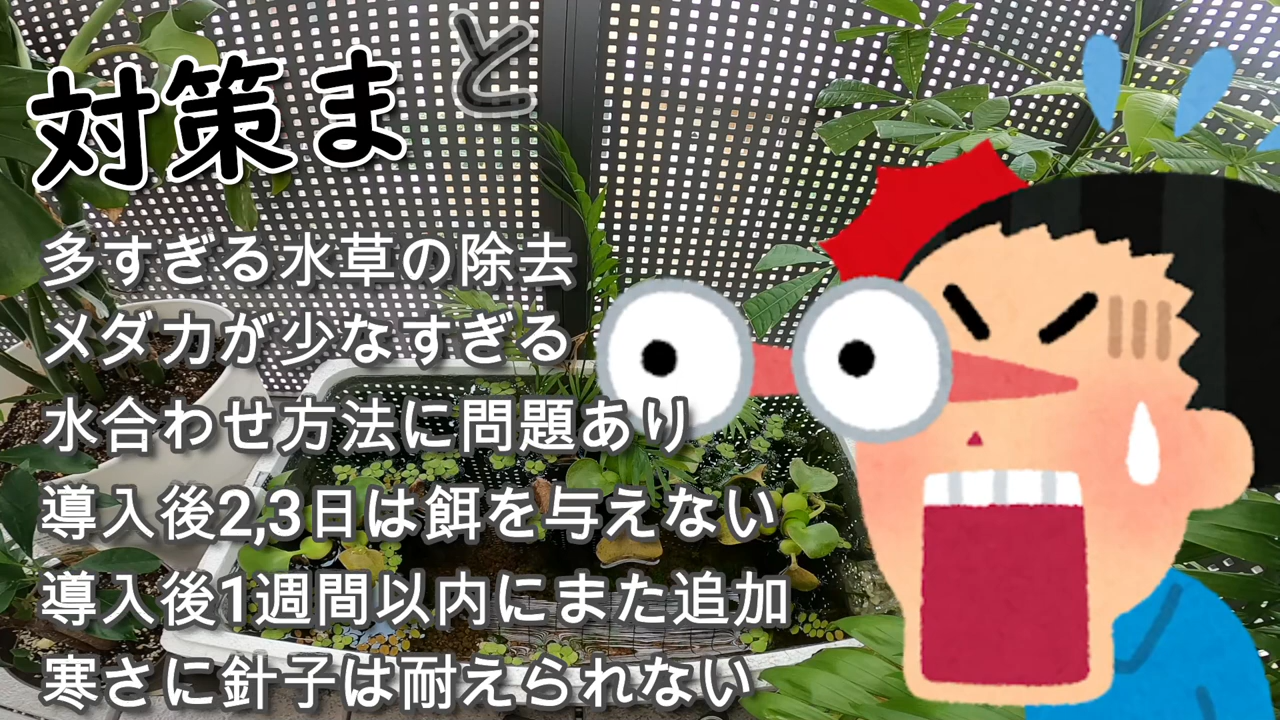 対策まと
多すぎる水草の除去
メダカが少なすぎる
水合わせ方法に問題あり
導入後2,3日は餌を与えない
導入後1週間以内にまた追加
寒さに針子は耐えられない